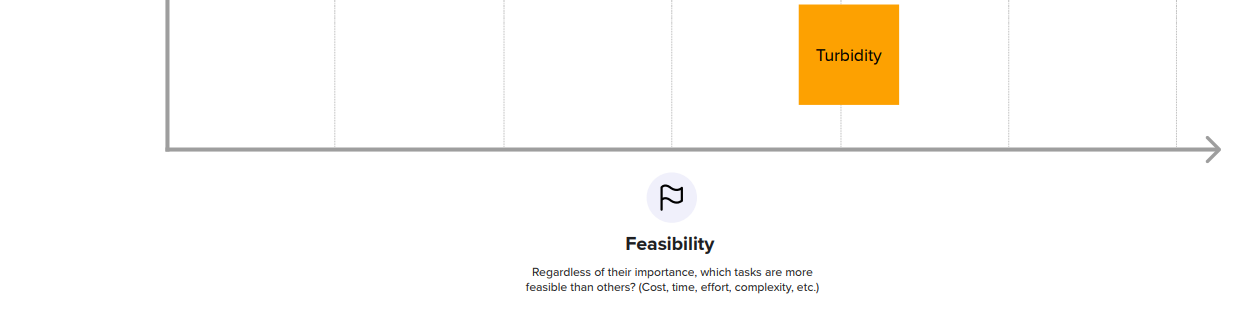 Turbidity
Feasibility
Regardless of their importance, which tasks are more
feasible than others? (Cost, time, effort, complexity, etc.)